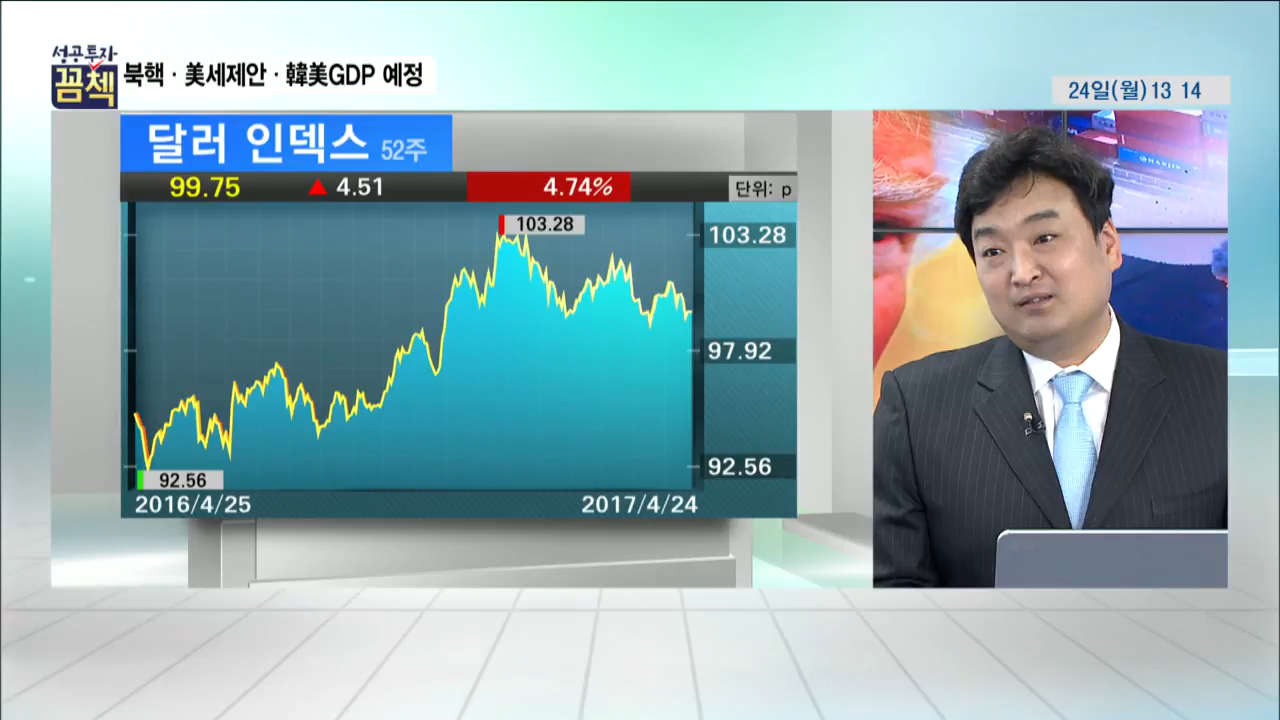 성공투자
꼼첵
북핵·美세제안·韓美GDP 예정
24일(월)13 14
달러 인덱스 52주
99.75 ▲ 4.51 4.74%
단위: p
103.28
103.28
97.92
92.56
92.56
2016/4/25
2017/4/24